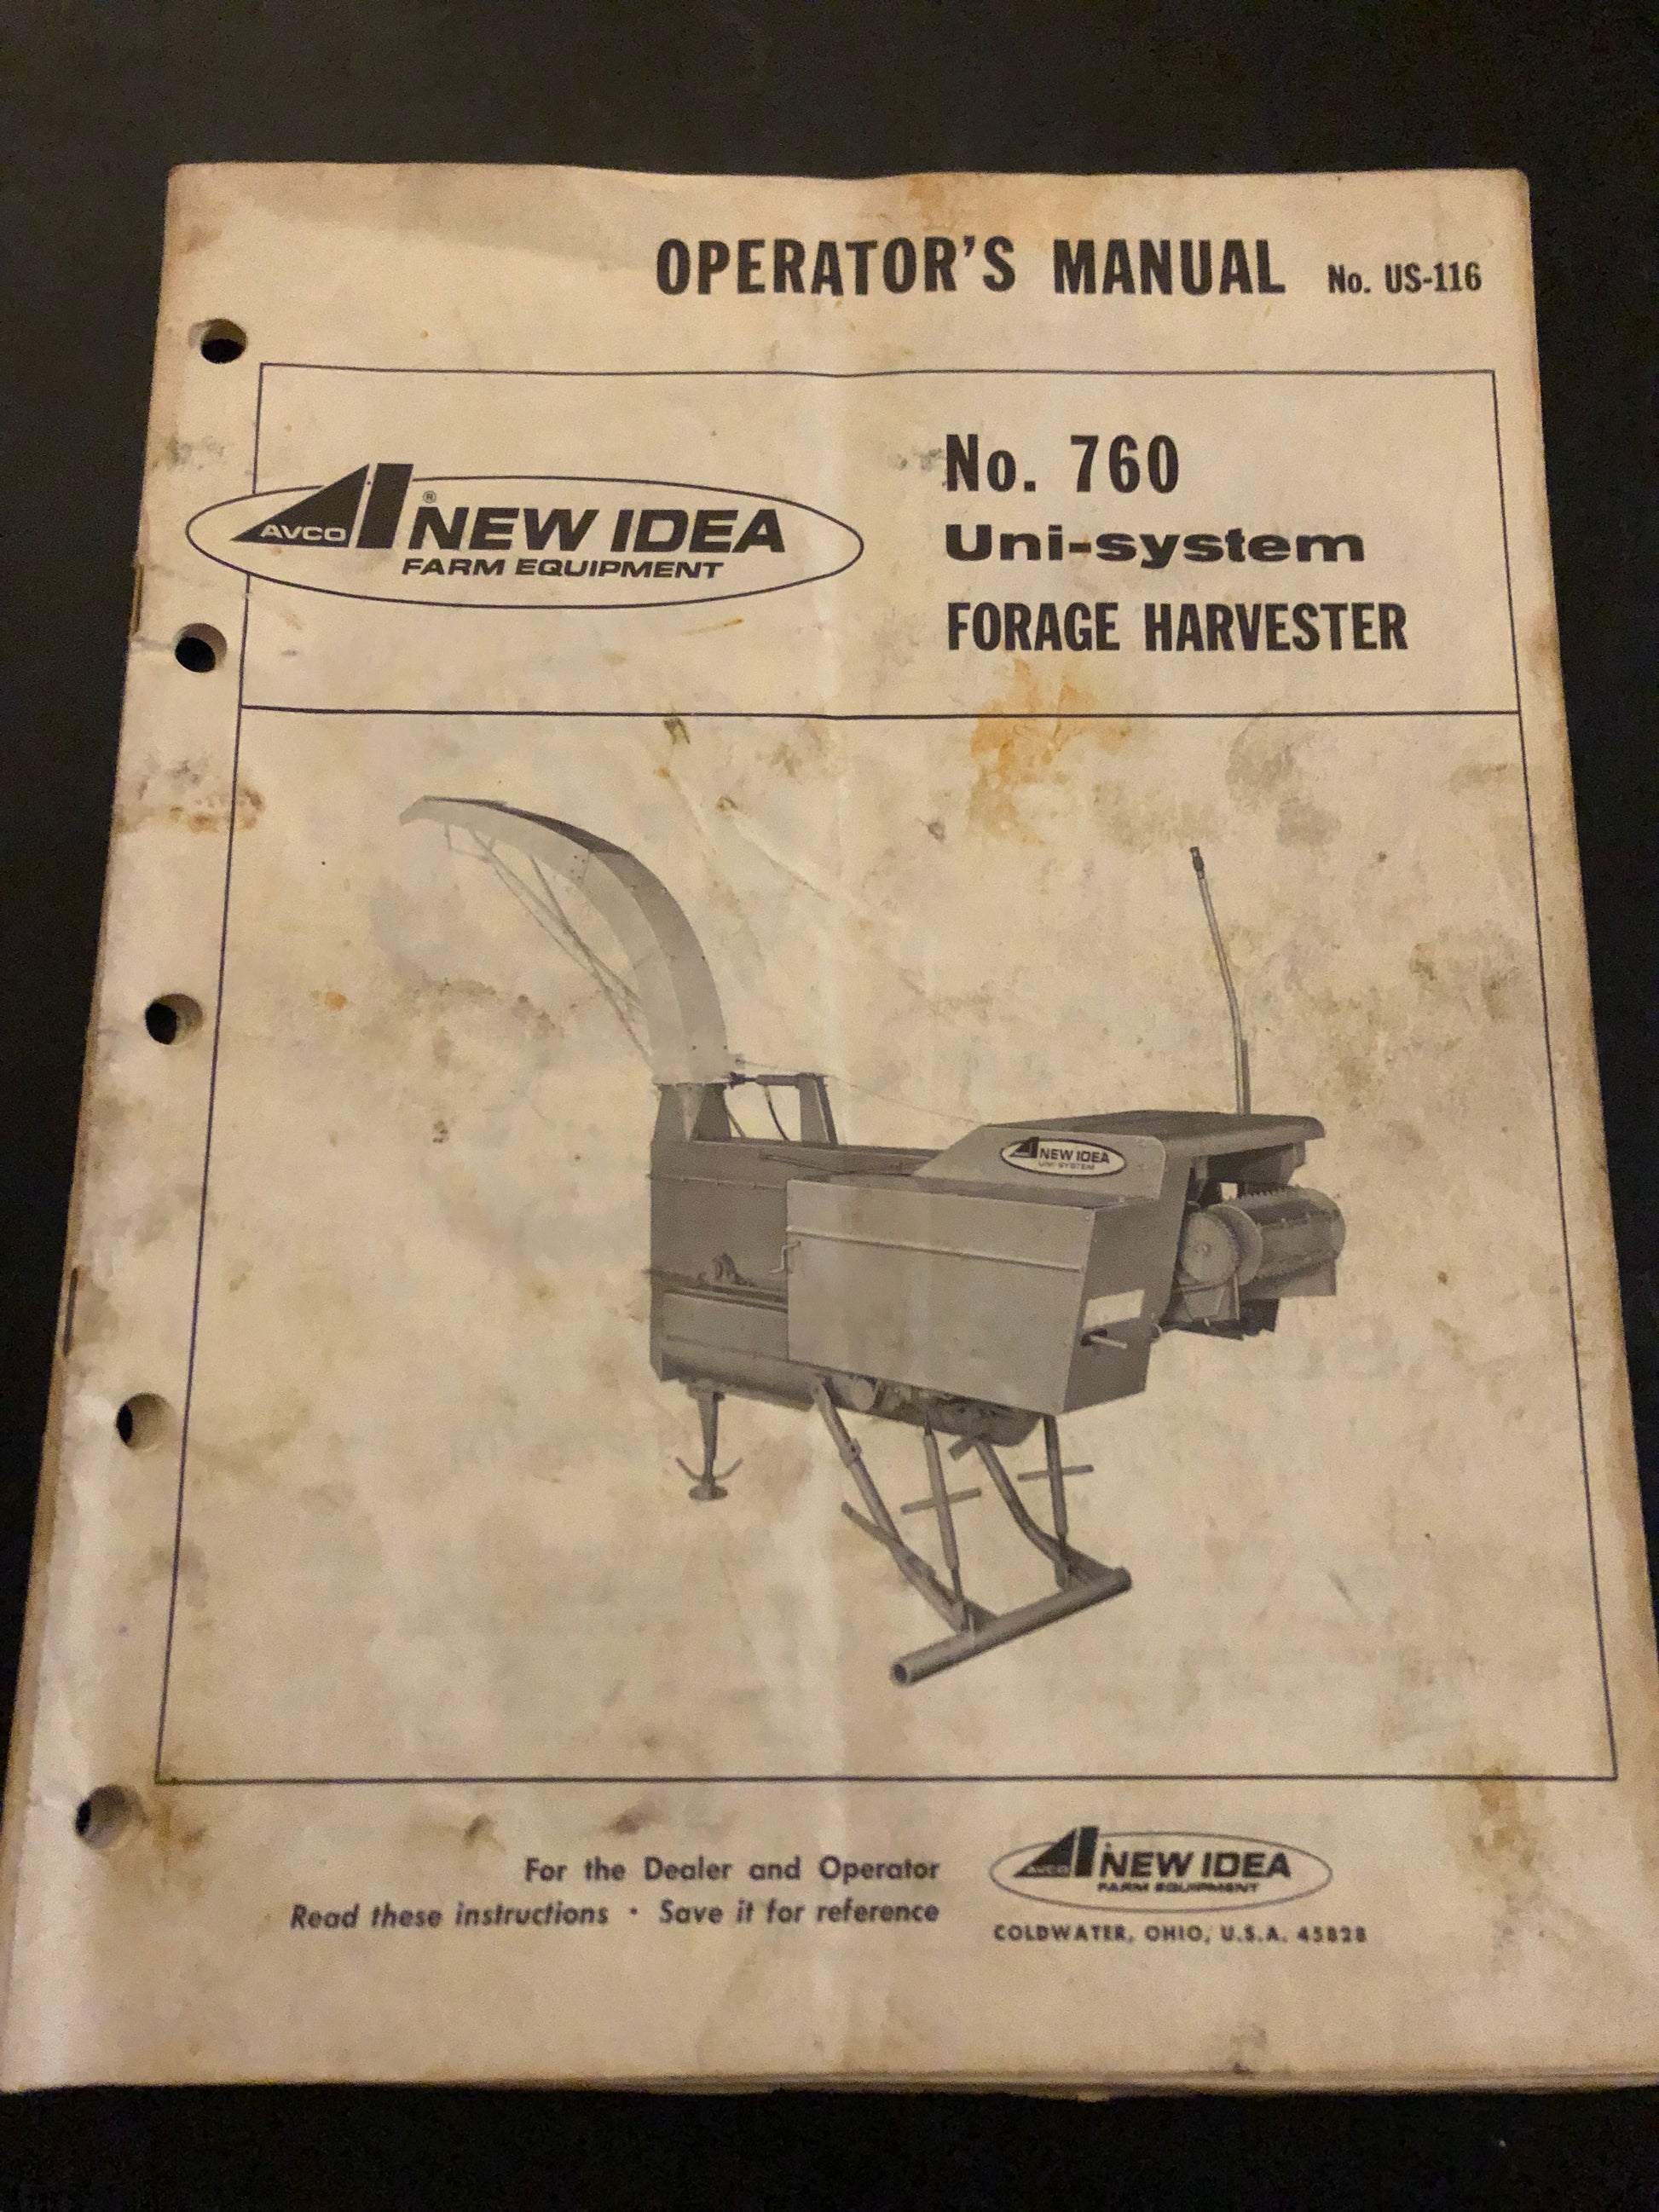 OPERATOR'S MANUAL No. US-116
No. 760
AVCO ® NEW IDEA
FARM EQUIPMENT
Uni-system
FORAGE HARVESTER
NEW IDEA
UNI-SYSTEM
For the Dealer and Operator
Read these instructions • Save it for reference
AVCO NEW IDEA
FARM EQUIPMENT
COLDWATER, OHIO, U.S.A. 45828